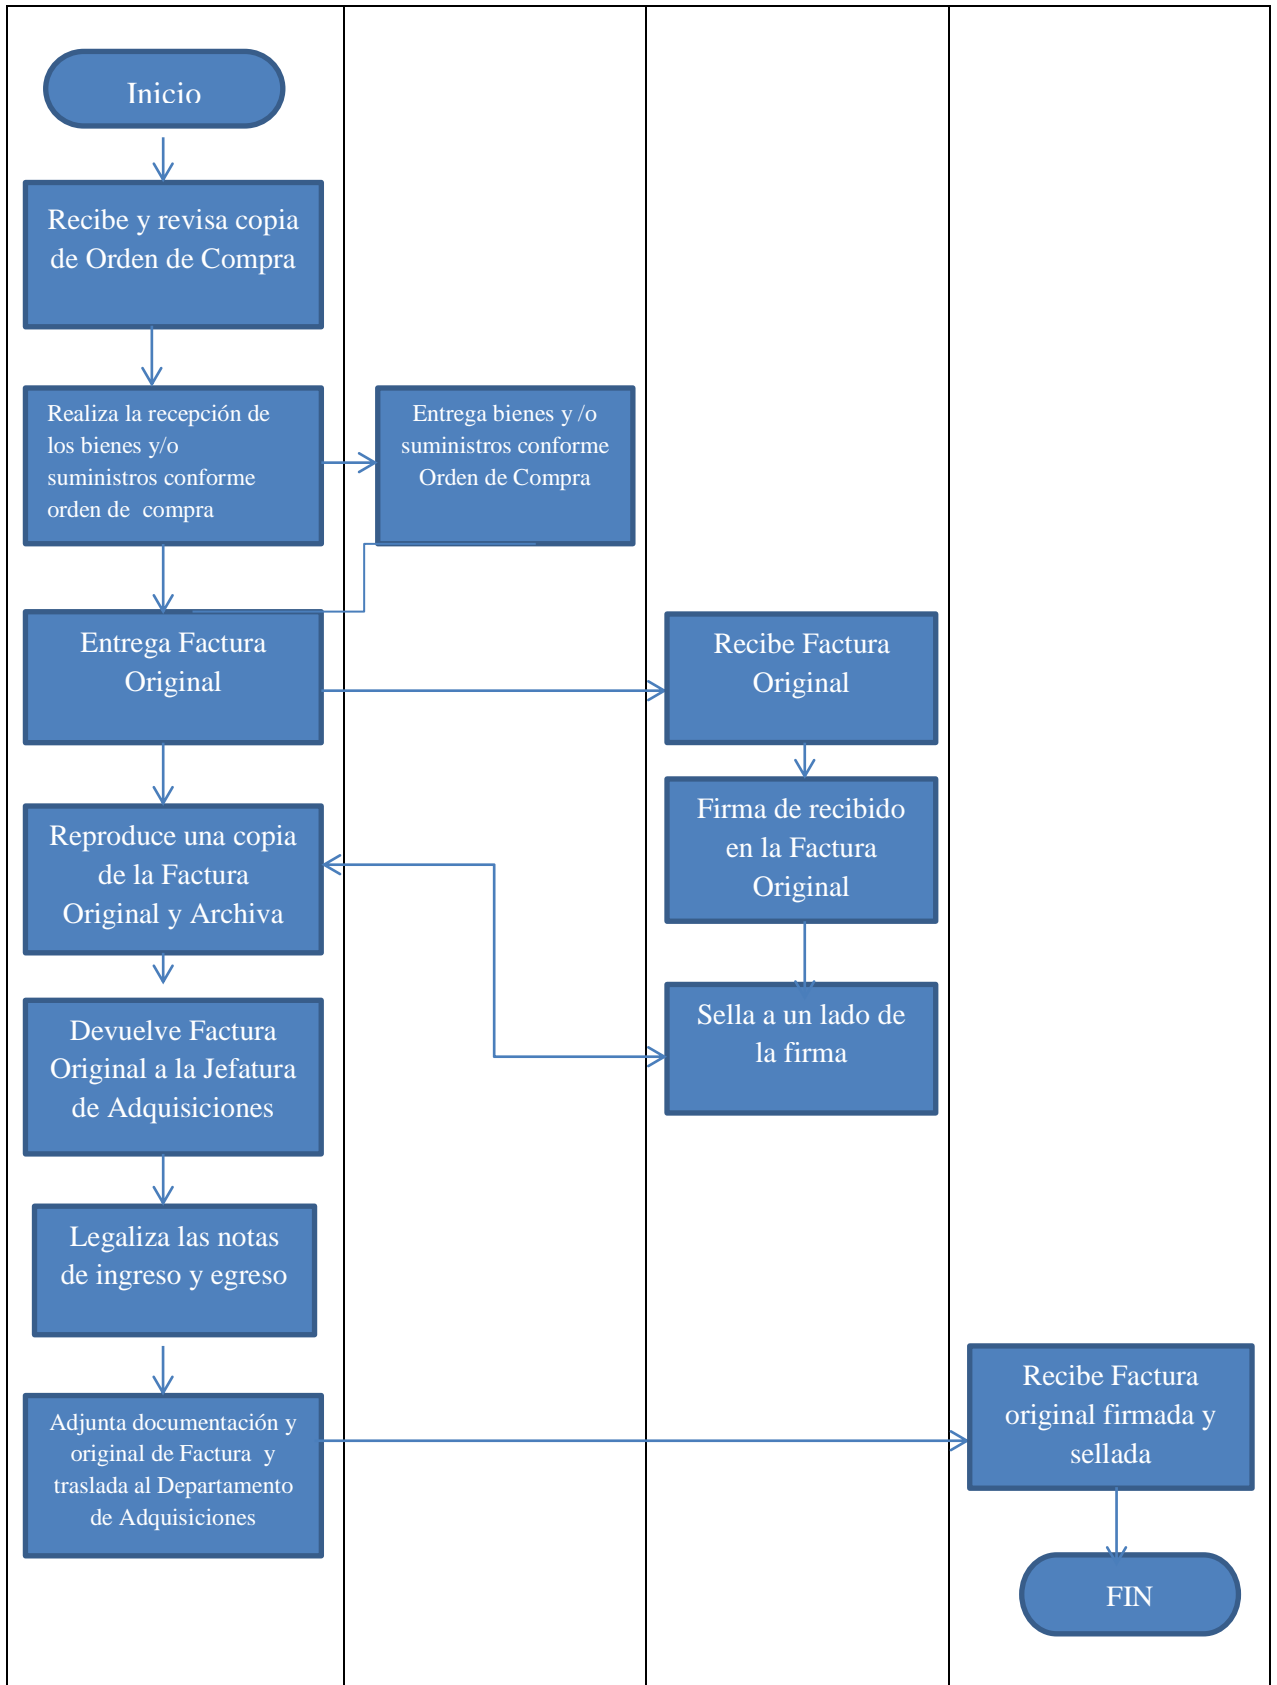 Inicio
Recibe y revisa copia
de Orden de Compra
Realiza la recepción de
los bienes y/o
suministros conforme
orden de compra
Entrega bienes y /o
suministros conforme
Orden de Compra
Entrega Factura
Original
Recibe Factura
Original
Firma de recibido
en la Factura
Original
Reproduce una copia
de la Factura
Original y Archiva
Sella a un lado de
la firma
Devuelve Factura
Original a la Jefatura
de Adquisiciones
Legaliza las notas
de ingreso y egreso
Adjunta documentación y
original de Factura y
traslada al Departamento
de Adquisiciones
Recibe Factura
original firmada y
sellada
FIN